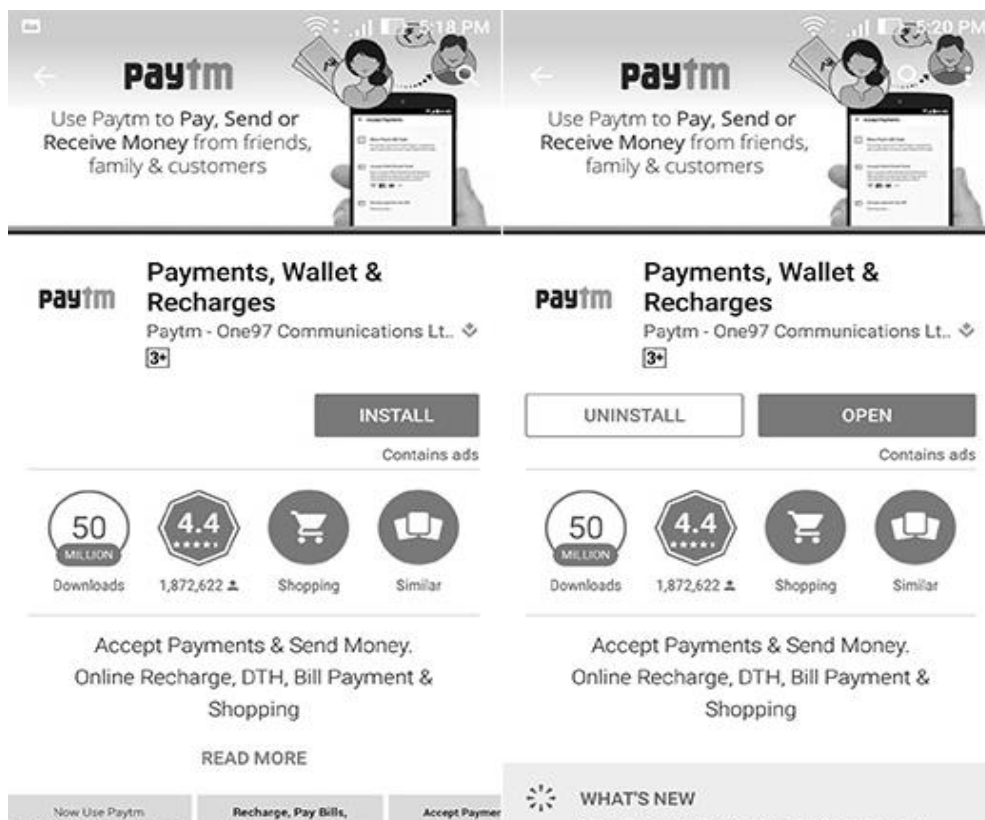 5:18 PM
paytm
Use Paytm to Pay, Send or
Receive Money from friends,
family & customers
Accept Payments
paytm
Payments, Wallet &
Recharges
Paytm - One97 Communications Lt..
3+
INSTALL
Contains ads
50
MILLION
Downloads
4.4
1,872,622
Shopping
Similar
Accept Payments & Send Money.
Online Recharge, DTH, Bill Payment &
Shopping
READ MORE
Now Use Paytm
Recharge, Pay Bills,
Accept Paymen
5:20 PM
paytm
Use Paytm to Pay, Send or
Receive Money from friends,
family & customers
Accept Payments
paytm
Payments, Wallet &
Recharges
Paytm - One97 Communications Lt..
3+
UNINSTALL
OPEN
Contains ads
50
MILLION
Downloads
4.4
1,872,622
Shopping
Similar
Accept Payments & Send Money.
Online Recharge, DTH, Bill Payment &
Shopping
WHAT'S NEW